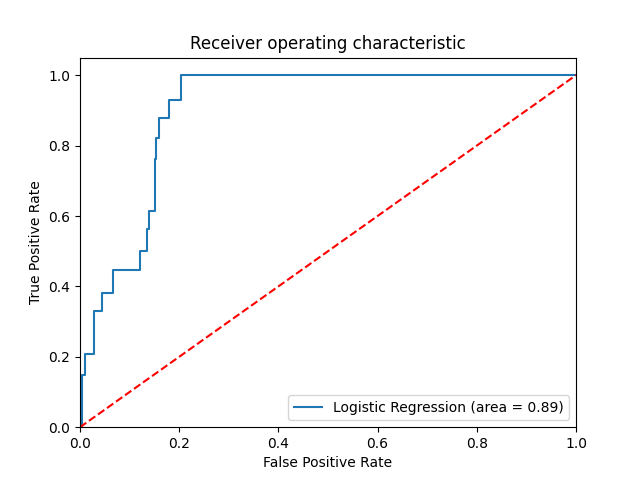 Receiver operating characteristic
True Positive Rate
1.0
0.8
0.6
0.4
0.2
0.0
Logistic Regression (area = 0.89)
0.0 0.2 0.4 0.6 0.8 1.0
False Positive Rate